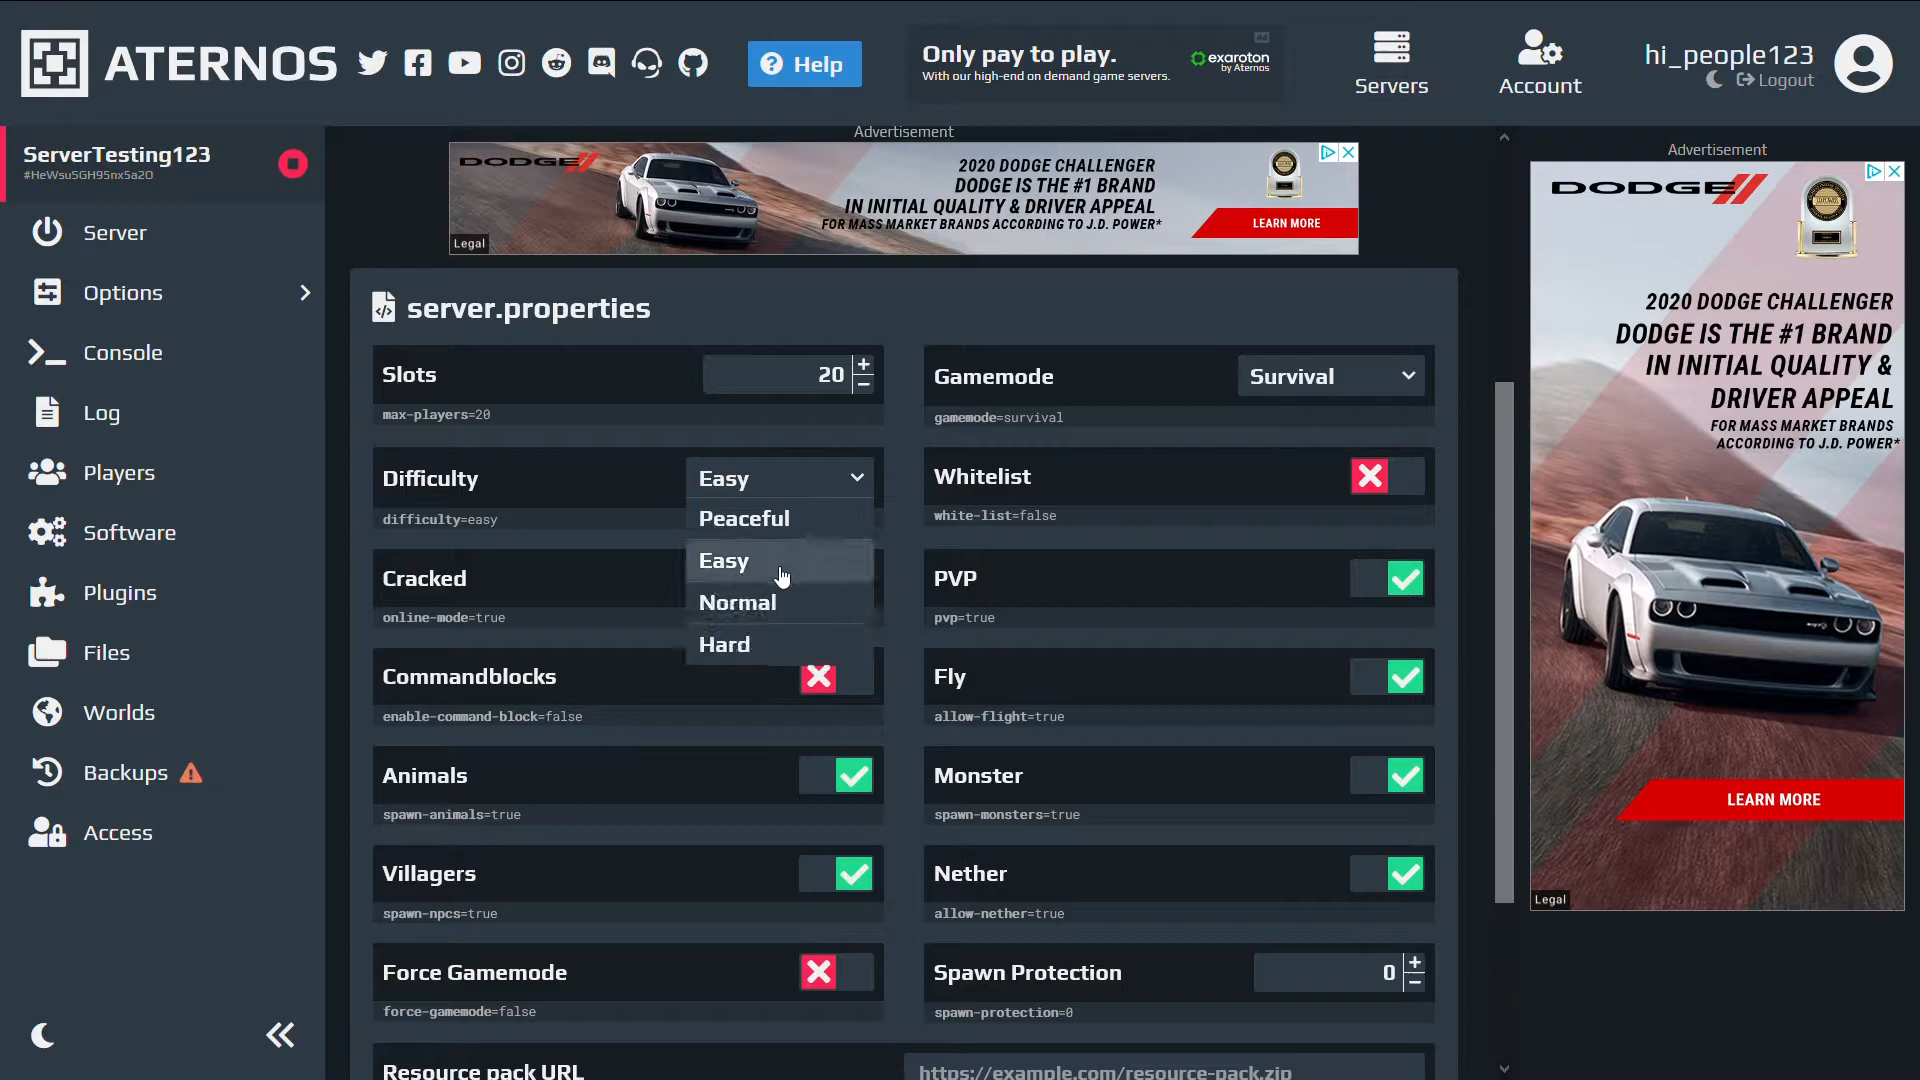 ATERNOS
Help
Only pay to play.
With our high-end on demand game servers.
Ad
exaroton
by Aternos
Servers
Account
hi_people123
Logout
ServerTesting123
#HeWsuSGH95nx5a20
Server
Options
Console
Log
Players
Software
Plugins
Files
Worlds
Backups
Access
Advertisement
DODGE
2020 DODGE CHALLENGER
DODGE IS THE #1 BRAND
IN INITIAL QUALITY & DRIVER APPEAL
FOR MASS MARKET BRANDS ACCORDING TO J.D. POWER*
LEARN MORE
Legal
server.properties
Slots
20
max-players=20
Gamemode
Survival
gamemode=survival
Difficulty
Easy
difficulty=easy
Peaceful
Easy
Normal
Hard
Whitelist
white-list=false
Cracked
online-mode=true
PVP
pvp=true
Commandblocks
enable-command-block=false
Fly
allow-flight=true
Animals
spawn-animals=true
Monster
spawn-monsters=true
Villagers
spawn-npcs=true
Nether
allow-nether=true
Force Gamemode
force-gamemode=false
Spawn Protection
0
spawn-protection=0
Resource pack URL
https://example.com/resource-pack.zip
Advertisement
DODGE
2020 DODGE CHALLENGER
DODGE IS THE #1 BRAND
IN INITIAL QUALITY &
DRIVER APPEAL
FOR MASS MARKET BRANDS
ACCORDING TO J.D. POWER*
LEARN MORE
Legal